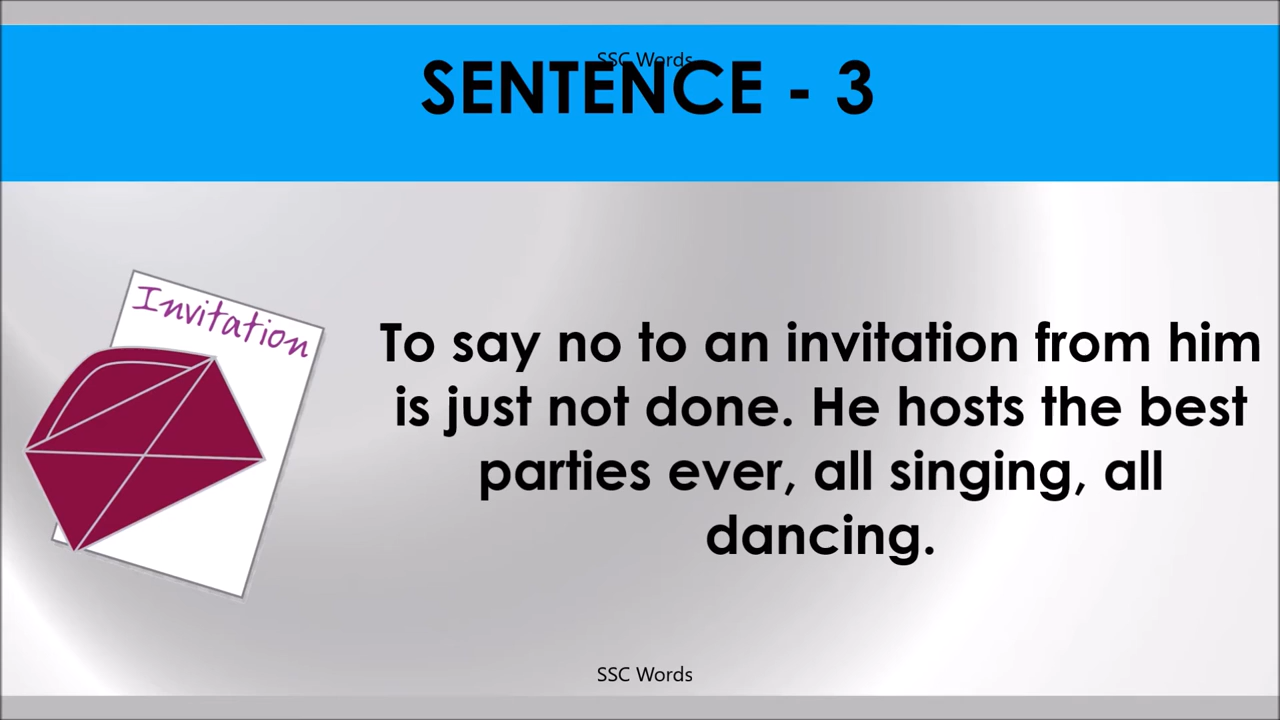 SSC Words
SENTENCE - 3
Invitation
To say no to an invitation from him
is just not done. He hosts the best
parties ever, all singing, all
dancing.
SSC Words